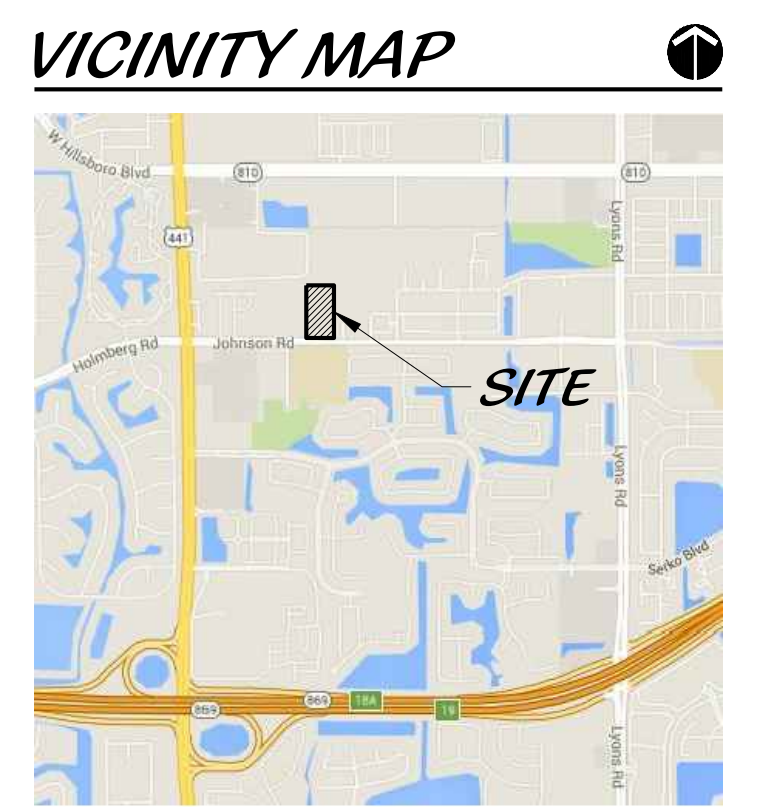 VICINITY MAP
W Hillsboro Blvd
810
810
Lyons Rd
441
Johnson Rd
Holmberg Rd
SITE
Lyons Rd
Serko Blvd
869
18A
869
19
Lyons Rd